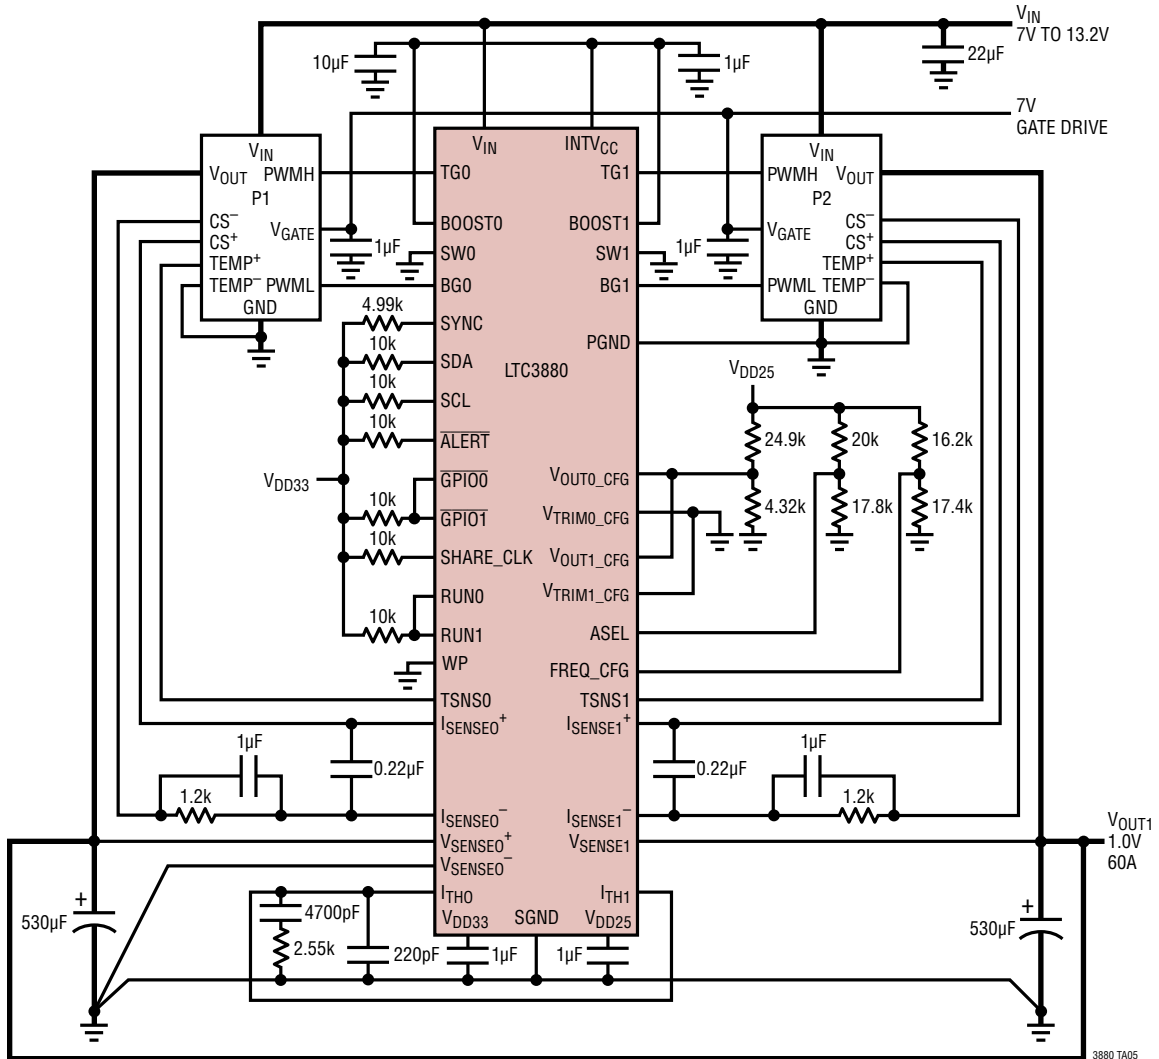 VIN
7V TO 13.2V
10µF
1µF
22µF
7V
GATE DRIVE
VIN
VOUT PWMH
P1
CS−
CS+
VGATE
TEMP+
TEMP− PWML
GND
1µF
VIN INTVCC
TG0 TG1
BOOST0 BOOST1
SW0 SW1
BG0 BG1
SYNC
PGND
SDA
LTC3880
SCL
ALERT
GPIO0
VOUT0_CFG
GPIO1
VTRIM0_CFG
SHARE_CLK
VOUT1_CFG
RUN0
VTRIM1_CFG
RUN1
ASEL
WP
FREQ_CFG
TSNS0 TSNS1
ISENSE0+ ISENSE1+
ISENSE0− ISENSE1−
VSENSE0+ VSENSE1
VSENSE0−
ITH0 ITH1
VDD33 SGND VDD25
1µF
VIN
PWMH VOUT
P2
CS−
VGATE
CS+
TEMP+
PWML TEMP−
GND
4.99k
10k
10k
10k
VDD33
10k
10k
10k
VDD25
24.9k 20k 16.2k
4.32k 17.8k 17.4k
1µF
0.22µF
1.2k
0.22µF
1µF
1.2k
VOUT1
1.0V
60A
+
530µF
4700pF
2.55k
220pF
1µF
1µF
+
530µF
3880 TA05